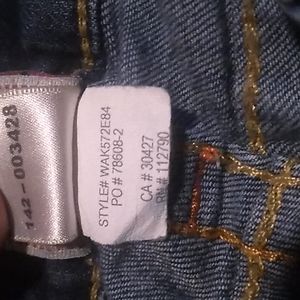 142-003428
STYLE# WAK572E84
PO # 78608-2
CA # 30427
RN # 112790